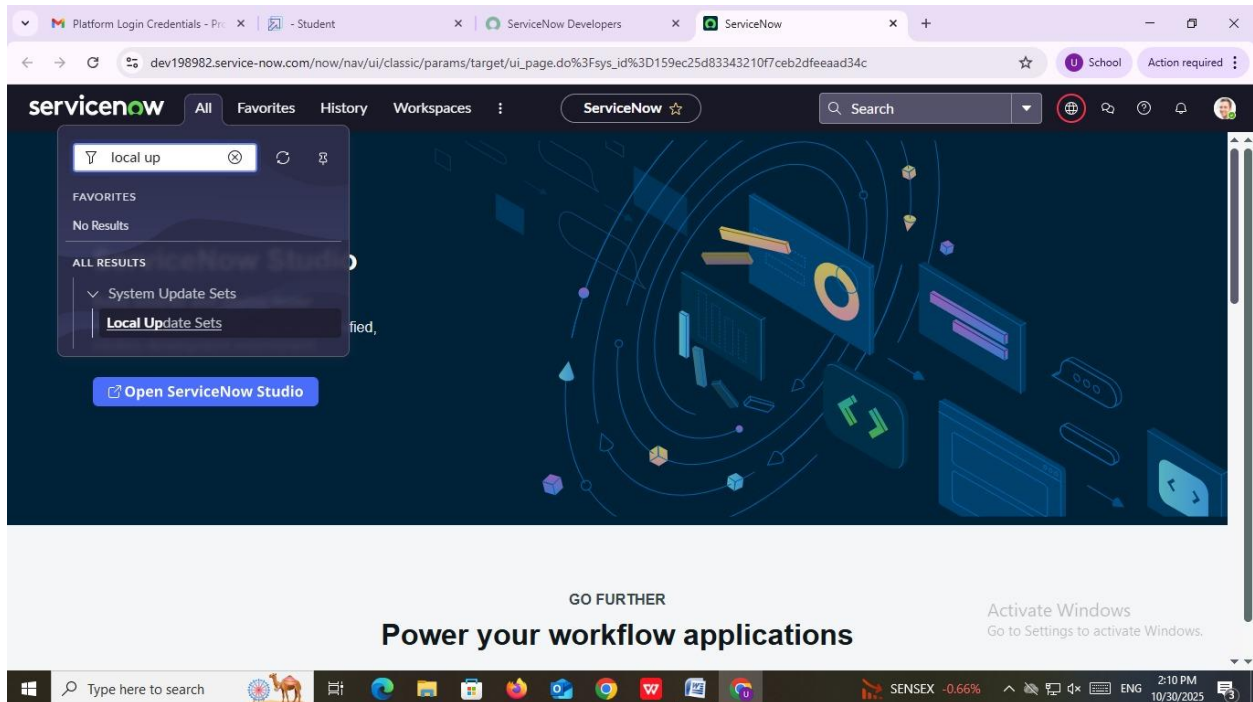 Platform Login Credentials - Pro
- Student
ServiceNow Developers
ServiceNow
dev198982.service-now.com/now/nav/ui/classic/params/target/ui_page.do%3Fsys_id%3D159ec25d83343210f7ceb2dfeeaad34c
U School
Action required
servicenow
All
Favorites
History
Workspaces
ServiceNow
Search
local up
FAVORITES
No Results
ALL RESULTS
System Update Sets
Local Update Sets
fied,
Open ServiceNow Studio
GO FURTHER
Power your workflow applications
Activate Windows
Go to Settings to activate Windows.
Type here to search
SENSEX -0.66%
ENG
2:10 PM
10/30/2025
3